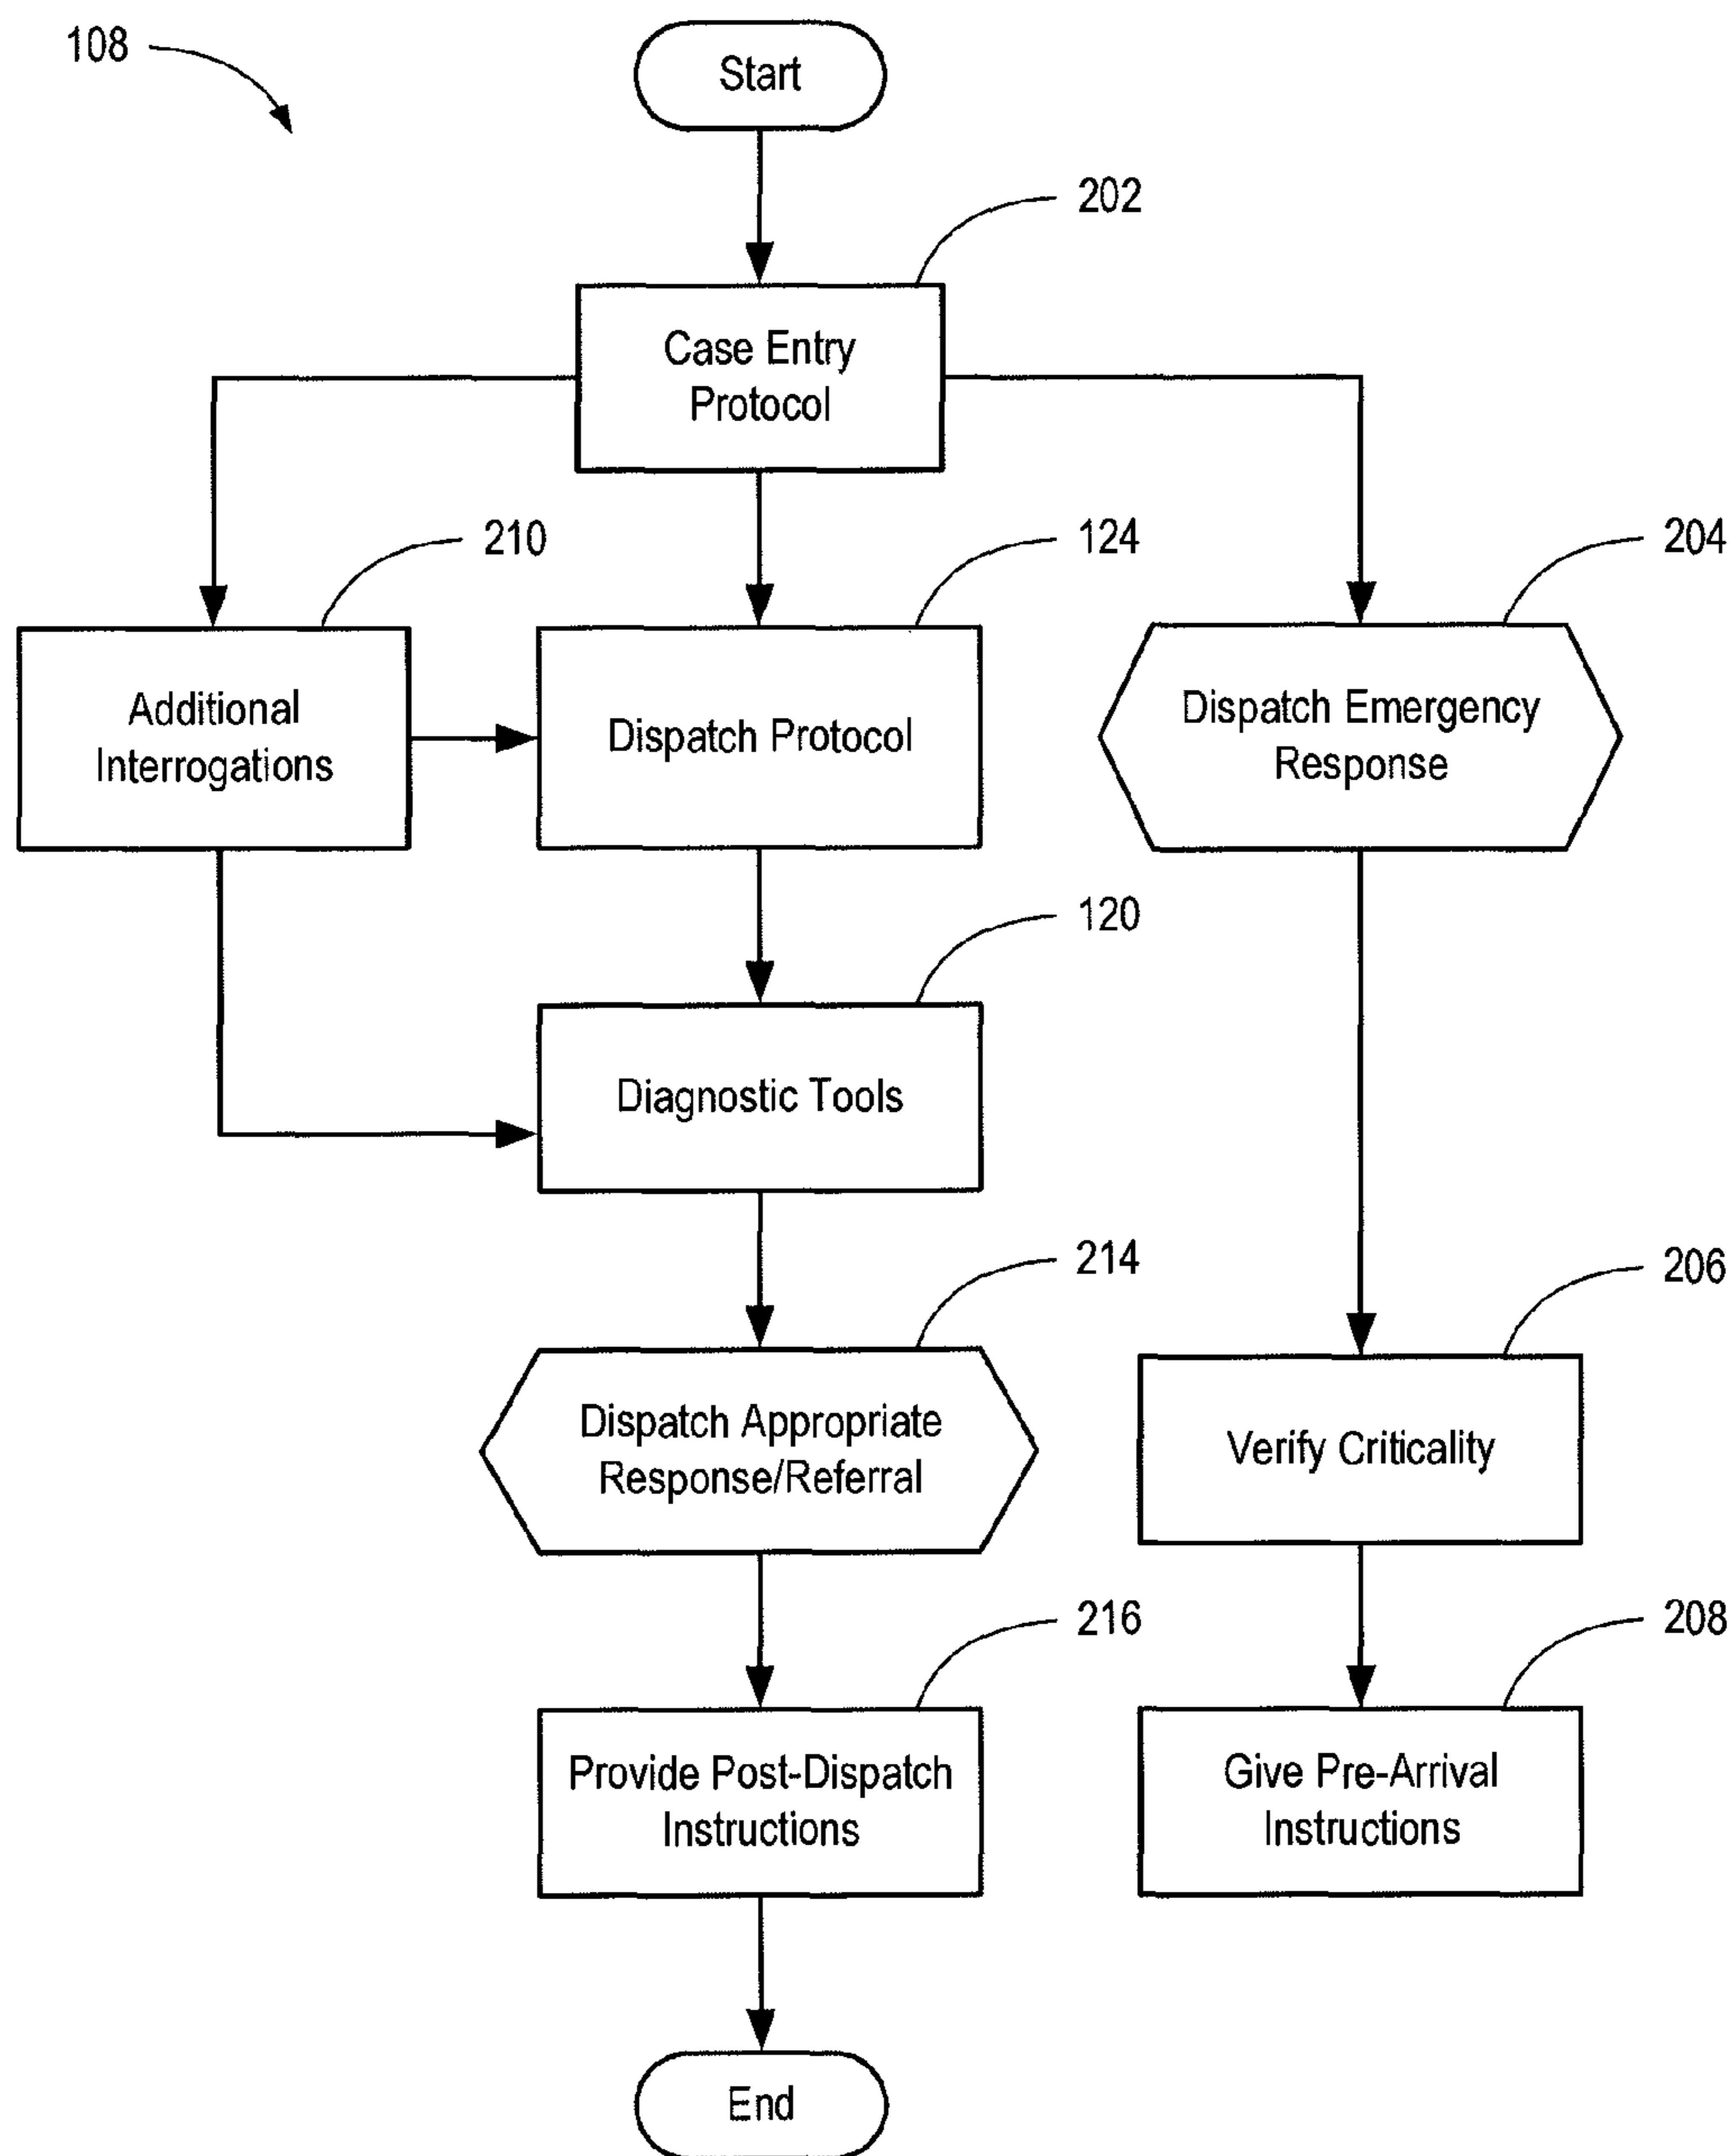 108
Start
202
Case Entry
Protocol
210
124
204
Additional
Interrogations
Dispatch Protocol
Dispatch Emergency
Response
120
Diagnostic Tools
214
206
Dispatch Appropriate
Response/Referral
Verify Criticality
216
208
Provide Post-Dispatch
Instructions
Give Pre-Arrival
Instructions
End